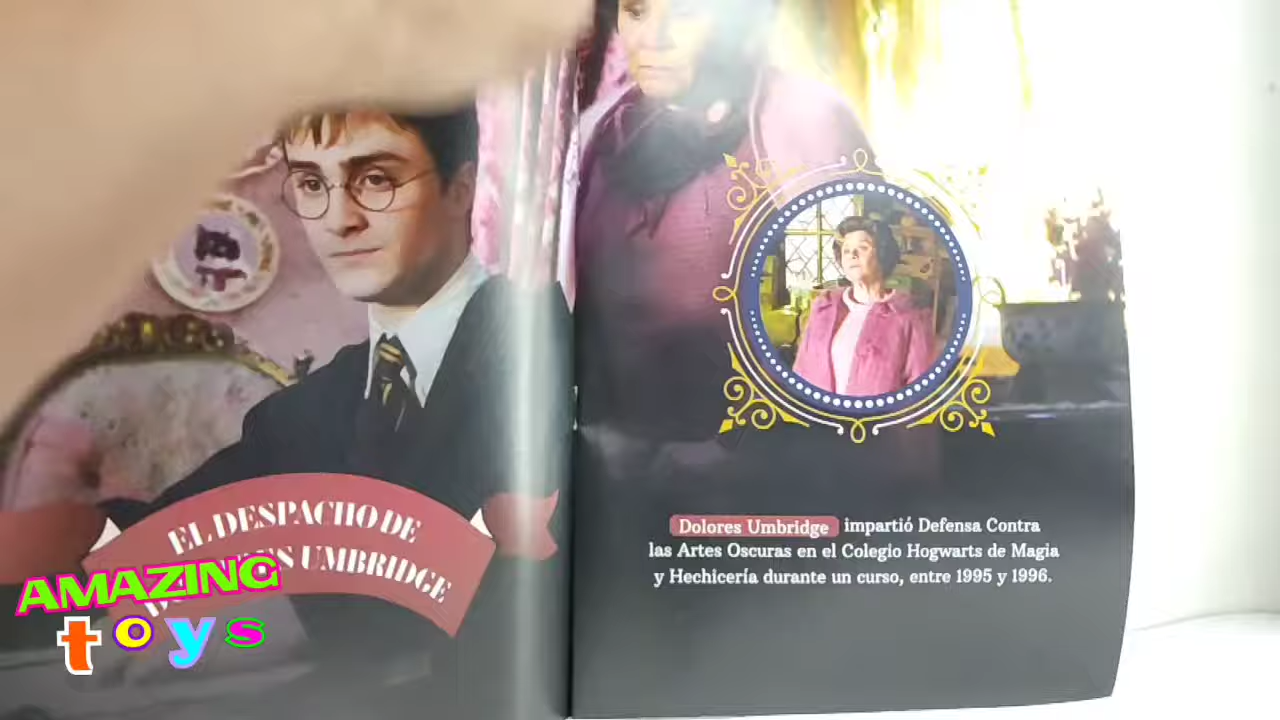 EL DESPACHO DE
UMBRIDGE
Dolores Umbridge impartió Defensa Contra
las Artes Oscuras en el Colegio Hogwarts de Magia
y Hechicería durante un curso, entre 1995 y 1996.
AMAZING
toys